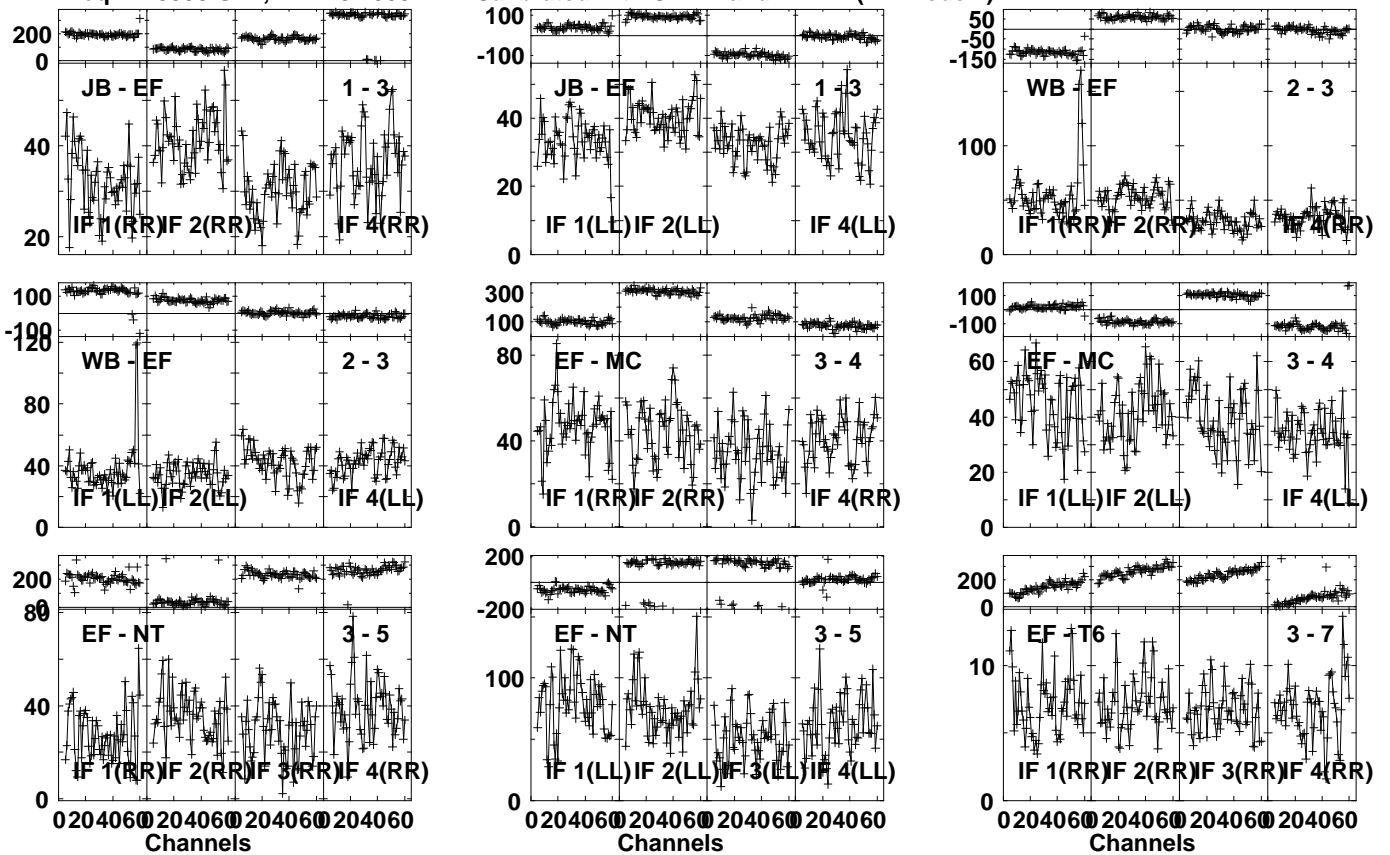 200
0
JB - EF 1 - 3
40
20
IF 1(RR) IF 2(RR) IF 4(RR)
100
-100
JB - EF 1 - 3
40
20
0
IF 1(LL) IF 2(LL) IF 4(LL)
50
-50
-150
WB - EF 2 - 3
100
0
IF 1(RR) IF 2(RR) IF 4(RR)
100
-100
120
WB - EF 2 - 3
80
40
0
IF 1(LL) IF 2(LL) IF 4(LL)
300
100
80
EF - MC 3 - 4
40
0
IF 1(RR) IF 2(RR) IF 4(RR)
100
-100
60
EF - MC 3 - 4
40
20
0
IF 1(LL) IF 2(LL) IF 4(LL)
200
0
80
EF - NT 3 - 5
40
0
IF 1(RR) IF 2(RR) IF 3(RR) IF 4(RR)
0 20 40 60 0 20 40 60 0 20 40 60 0 20 40 60
Channels
200
-200
EF - NT 3 - 5
100
0
IF 1(LL) IF 2(LL) IF 3(LL) IF 4(LL)
0 20 40 60 0 20 40 60 0 20 40 60 0 20 40 60
Channels
200
0
EF - T6 3 - 7
10
0
IF 1(RR) IF 2(RR) IF 3(RR) IF 4(RR)
0 20 40 60 0 20 40 60 0 20 40 60 0 20 40 60
Channels